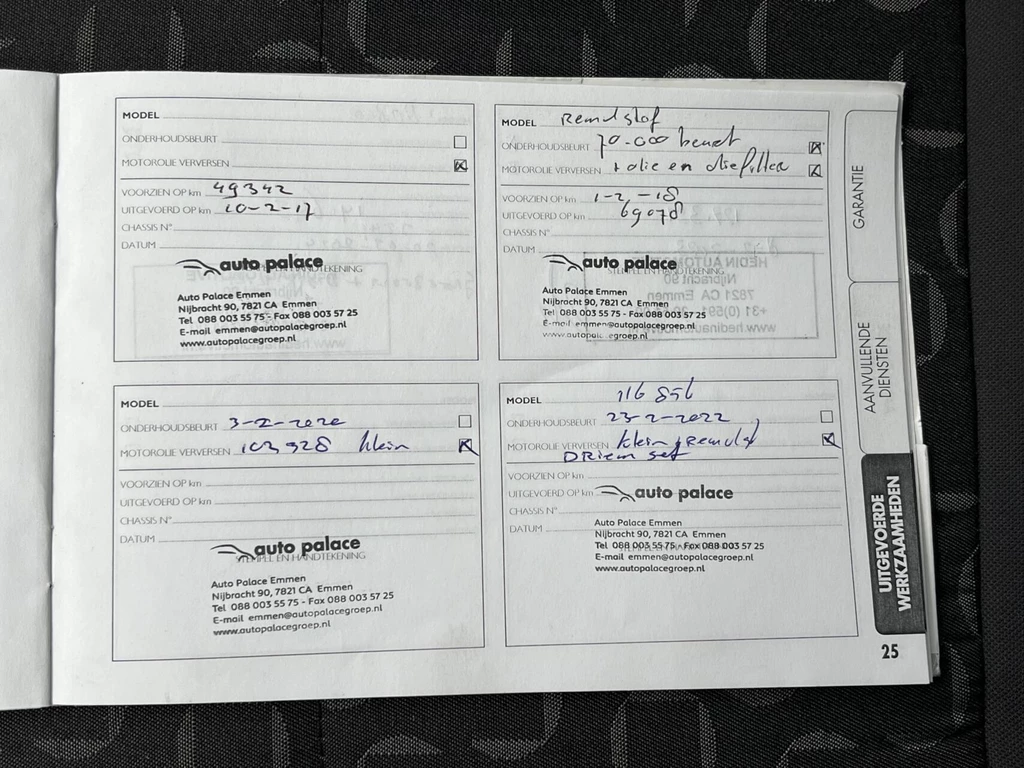 MODEL
ONDERHOUDSBEURT
MOTOROLIE VERVERSEN
VOORZIEN OP km 49342
UITGEVOERD OP km 10-2-17
CHASSIS N°
DATUM
auto palace
STEMPEL EN HANDTEKENING
Auto Palace Emmen
Nijbracht 90, 7821 CA Emmen
Tel 088 003 55 75 - Fax 088 003 57 25
E-mail emmen@autopalacegroep.nl
www.autopalacegroep.nl
MODEL Remvlstof
ONDERHOUDSBEURT 70.000 beurt
MOTOROLIE VERVERSEN + olie en oliefilter
VOORZIEN OP km 1-2-18
UITGEVOERD OP km 69078
CHASSIS N°
DATUM
auto palace
STEMPEL EN HANDTEKENING
Auto Palace Emmen
Nijbracht 90, 7821 CA Emmen
Tel 088 003 55 75 - Fax 088 003 57 25
E-mail emmen@autopalacegroep.nl
www.autopalacegroep.nl
MODEL
ONDERHOUDSBEURT 3-2-2020
MOTOROLIE VERVERSEN 103928 klein
VOORZIEN OP km
UITGEVOERD OP km
CHASSIS N°
DATUM
auto palace
STEMPEL EN HANDTEKENING
Auto Palace Emmen
Nijbracht 90, 7821 CA Emmen
Tel 088 003 55 75 - Fax 088 003 57 25
E-mail emmen@autopalacegroep.nl
www.autopalacegroep.nl
MODEL 116 856
ONDERHOUDSBEURT 23-2-2022
MOTOROLIE VERVERSEN klein + Remvlst
DRiem set
VOORZIEN OP km
UITGEVOERD OP km
auto palace
CHASSIS N°
DATUM
Auto Palace Emmen
Nijbracht 90, 7821 CA Emmen
Tel 088 003 55 75 - Fax 088 003 57 25
E-mail emmen@autopalacegroep.nl
www.autopalacegroep.nl
GARANTIE
AANVULLENDE
DIENSTEN
UITGEVOERDE
WERKZAAMHEDEN
25